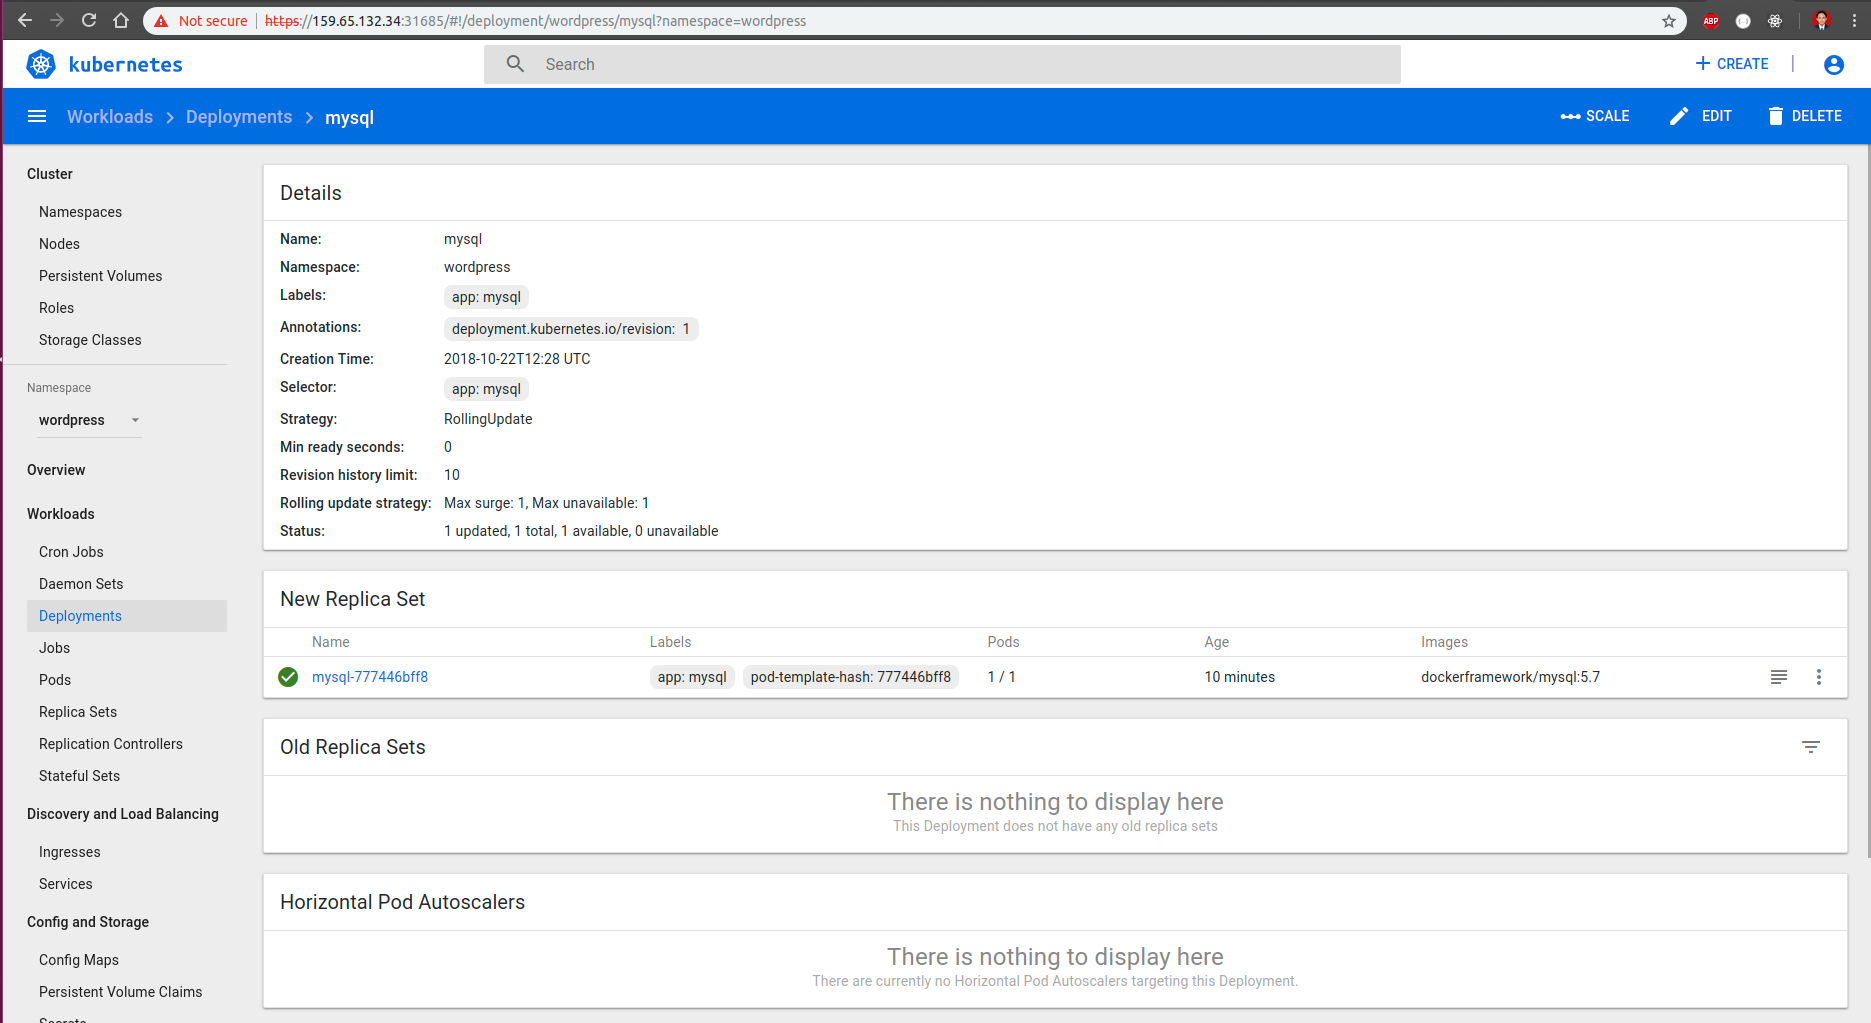 Not secure https://159.65.132.34:31685/#!/deployment/wordpress/mysql?namespace=wordpress
ABP
kubernetes
Search
CREATE
Workloads > Deployments > mysql
SCALE
EDIT
DELETE
Cluster
Namespaces
Nodes
Persistent Volumes
Roles
Storage Classes
Namespace
wordpress
Overview
Workloads
Cron Jobs
Daemon Sets
Deployments
Jobs
Pods
Replica Sets
Replication Controllers
Stateful Sets
Discovery and Load Balancing
Ingresses
Services
Config and Storage
Config Maps
Persistent Volume Claims
Secrets
Details
Name: mysql
Namespace: wordpress
Labels: app: mysql
Annotations: deployment.kubernetes.io/revision: 1
Creation Time: 2018-10-22T12:28 UTC
Selector: app: mysql
Strategy: RollingUpdate
Min ready seconds: 0
Revision history limit: 10
Rolling update strategy: Max surge: 1, Max unavailable: 1
Status: 1 updated, 1 total, 1 available, 0 unavailable
New Replica Set
Name Labels Pods Age Images
mysql-777446bff8 app: mysql pod-template-hash: 777446bff8 1 / 1 10 minutes dockerframework/mysql:5.7
Old Replica Sets
There is nothing to display here
This Deployment does not have any old replica sets
Horizontal Pod Autoscalers
There is nothing to display here
There are currently no Horizontal Pod Autoscalers targeting this Deployment.